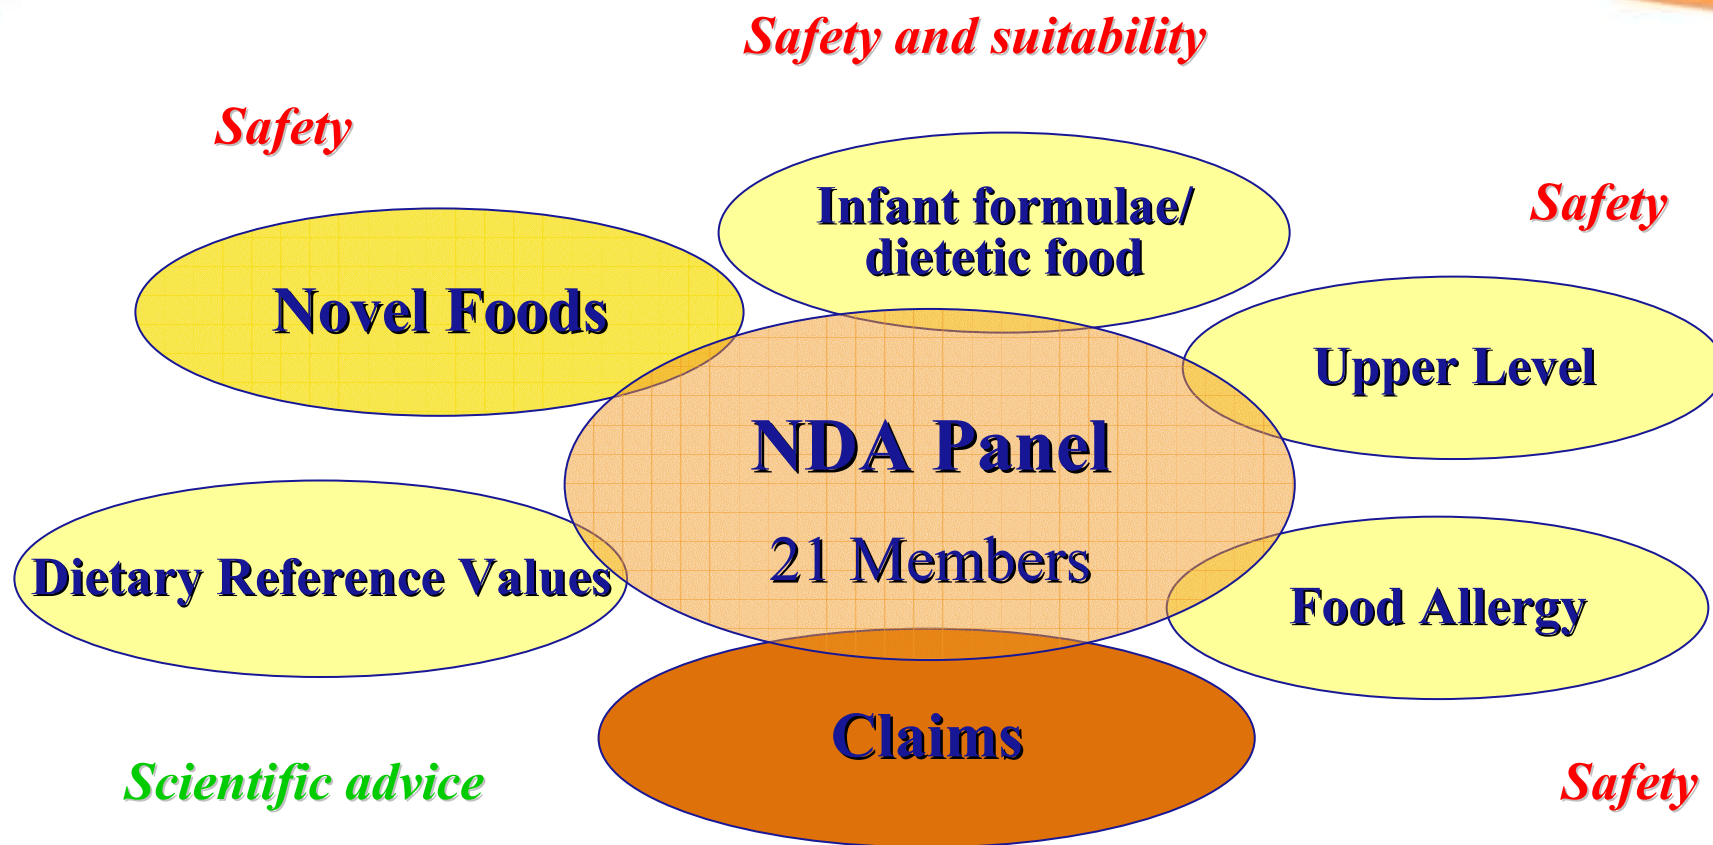 Safety and suitability
Safety
Infant formulae/
dietetic food
Safety
Novel Foods
Upper Level
NDA Panel
21 Members
Dietary Reference Values
Food Allergy
Claims
Scientific advice
Safety